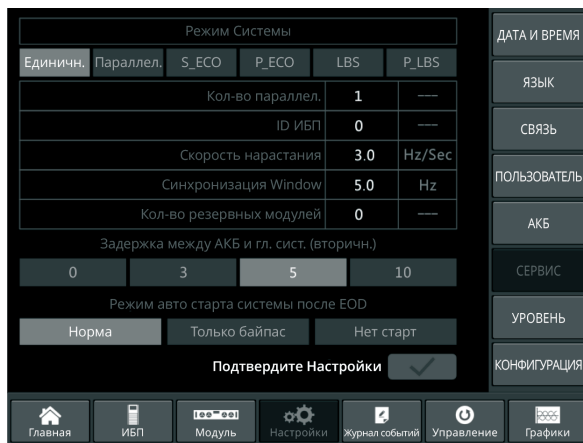 Режим Системы
Единичн. Параллел. S_ECO P_ECO LBS P_LBS
Кол-во параллел. 1 ---
ID ИБП 0 ---
Скорость нарастания 3.0 Hz/Sec
Синхронизация Window 5.0 Hz
Кол-во резервных модулей 0 ---
Задержка между АКБ и гл. сист. (вторичн.)
0 3 5 10
Режим авто старта системы после EOD
Норма Только байпас Нет старт
Подтвердите Настройки
ДАТА И ВРЕМЯ
ЯЗЫК
СВЯЗЬ
ПОЛЬЗОВАТЕЛЬ
АКБ
СЕРВИС
УРОВЕНЬ
КОНФИГУРАЦИЯ
Главная ИБП Модуль Настройки Журнал событий Управление Графики